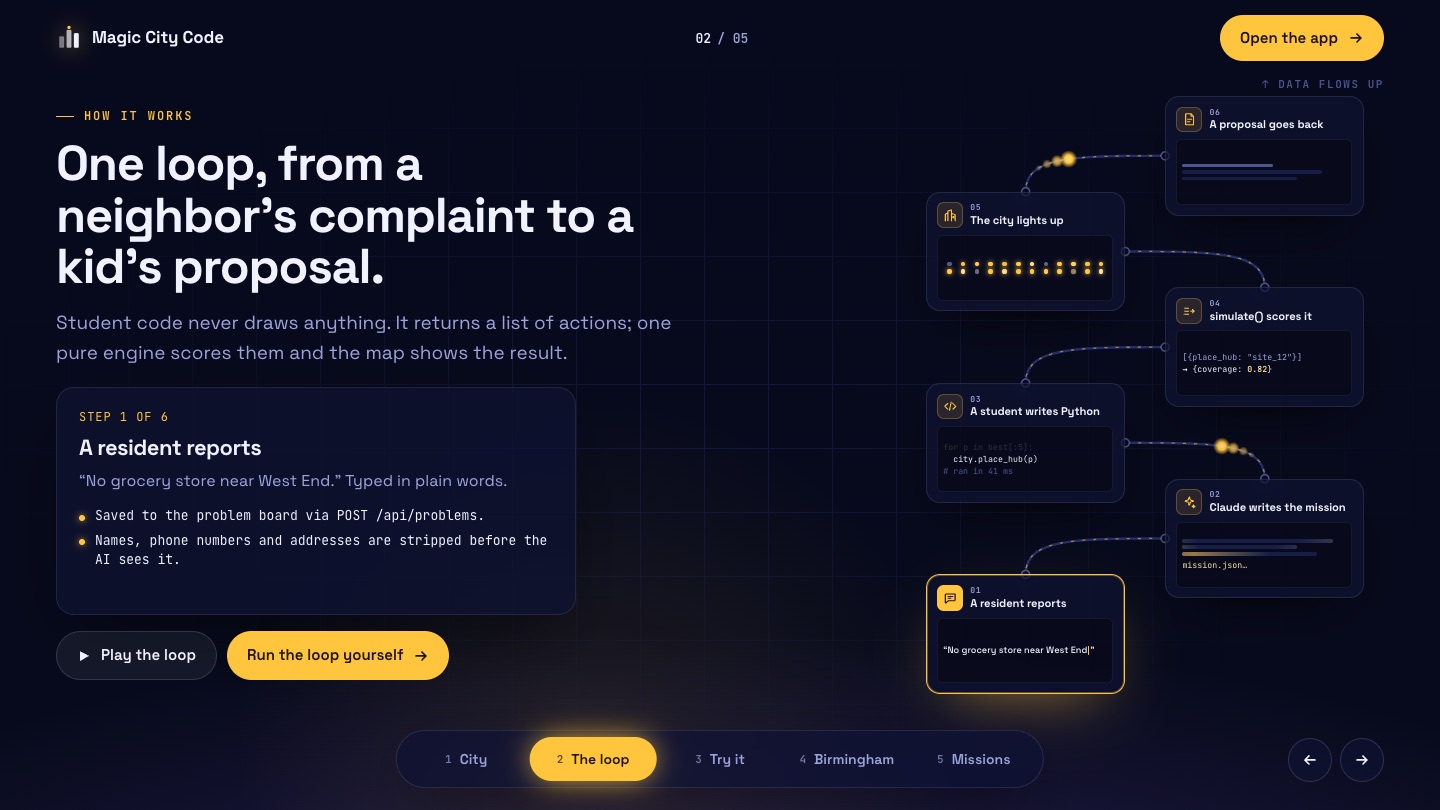 Magic City Code
02 / 05
Open the app →
↑ DATA FLOWS UP
HOW IT WORKS
One loop, from a
neighbor’s complaint to a
kid’s proposal.
Student code never draws anything. It returns a list of actions; one
pure engine scores them and the map shows the result.
STEP 1 OF 6
A resident reports
“No grocery store near West End.” Typed in plain words.
Saved to the problem board via POST /api/problems.
Names, phone numbers and addresses are stripped before the
AI sees it.
▶ Play the loop
Run the loop yourself →
06
A proposal goes back
05
The city lights up
04
simulate() scores it
[{place_hub: "site_12"}]
→ {coverage: 0.82}
03
A student writes Python
for p in best[:8]:
city.place_hub(p)
# ran in 41 ms
02
Claude writes the mission
mission.json…
01
A resident reports
“No grocery store near West End|”
1 City
2 The loop
3 Try it
4 Birmingham
5 Missions
← →